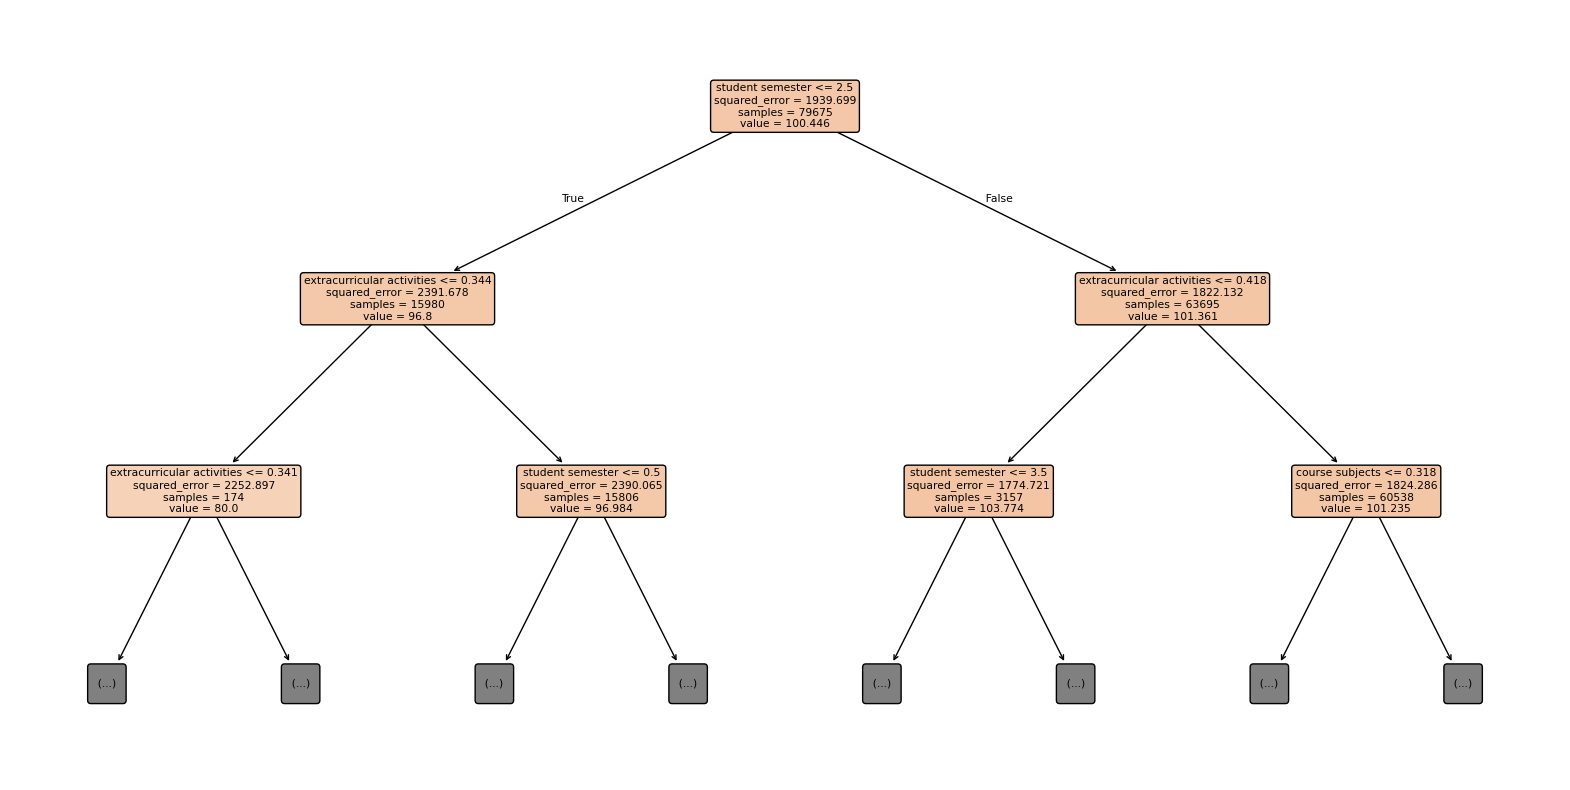 student semester <= 2.5
squared_error = 1939.699
samples = 79675
value = 100.446
True
False
extracurricular activities <= 0.344
squared_error = 2391.678
samples = 15980
value = 96.8
extracurricular activities <= 0.418
squared_error = 1822.132
samples = 63695
value = 101.361
extracurricular activities <= 0.341
squared_error = 2252.897
samples = 174
value = 80.0
student semester <= 0.5
squared_error = 2390.065
samples = 15806
value = 96.984
student semester <= 3.5
squared_error = 1774.721
samples = 3157
value = 103.774
course subjects <= 0.318
squared_error = 1824.286
samples = 60538
value = 101.235
(...)
(...)
(...)
(...)
(...)
(...)
(...)
(...)